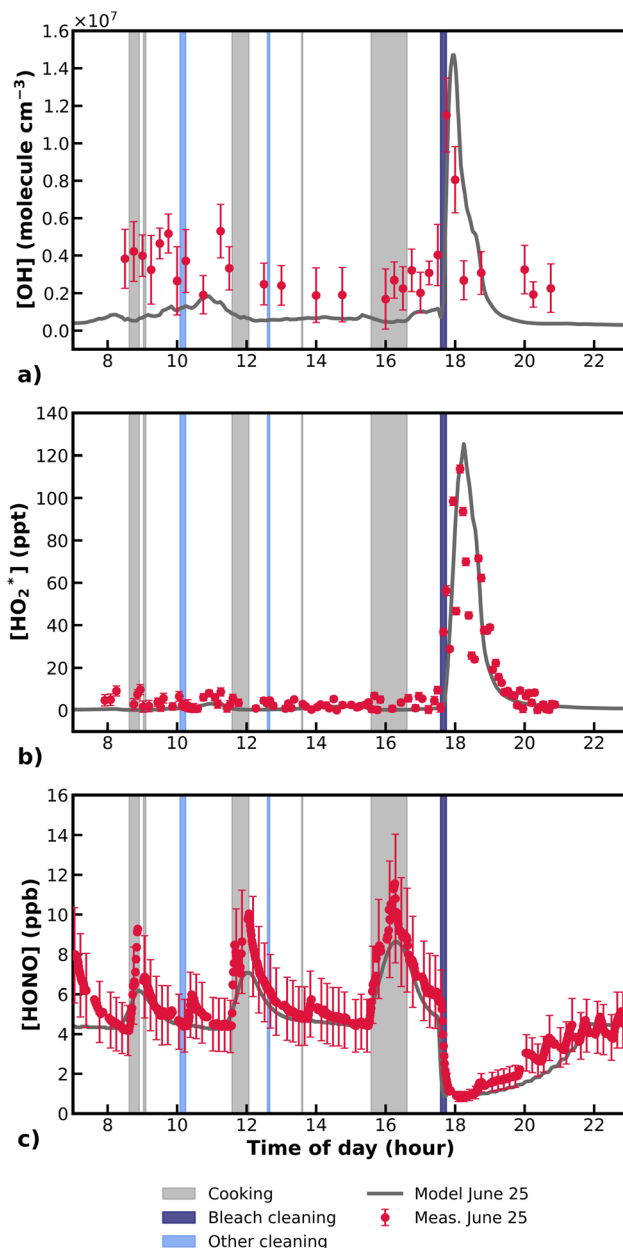 ×10⁷
1.6
1.4
1.2
1.0
0.8
0.6
0.4
0.2
0.0
[OH] (molecule cm⁻³)
8 10 12 14 16 18 20 22
a)
140
120
100
80
60
40
20
0
[HO₂*] (ppt)
8 10 12 14 16 18 20 22
b)
16
14
12
10
8
6
4
2
0
[HONO] (ppb)
8 10 12 14 16 18 20 22
c)
Time of day (hour)
Cooking
Bleach cleaning
Other cleaning
Model June 25
Meas. June 25